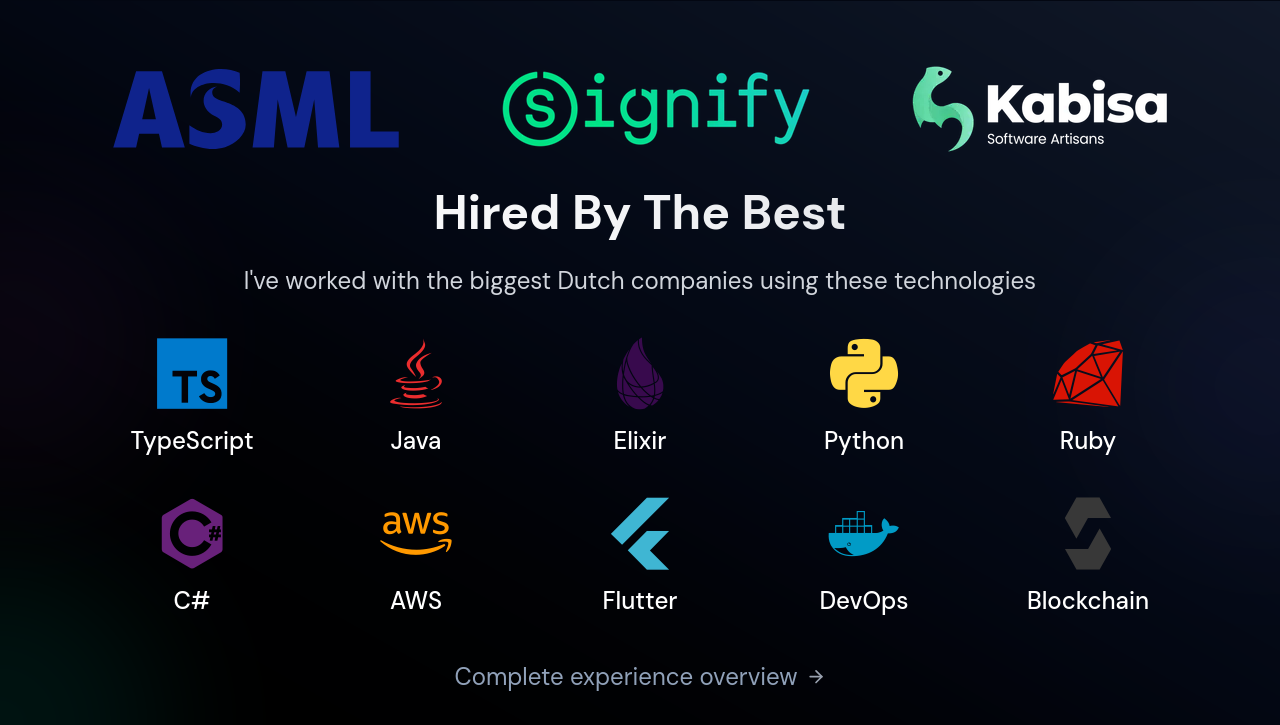 ASML
Signify
Kabisa
Software Artisans
Hired By The Best
I've worked with the biggest Dutch companies using these technologies
TS
TypeScript
Java
Elixir
Python
Ruby
C#
aws
C#
AWS
Flutter
DevOps
Blockchain
Complete experience overview →